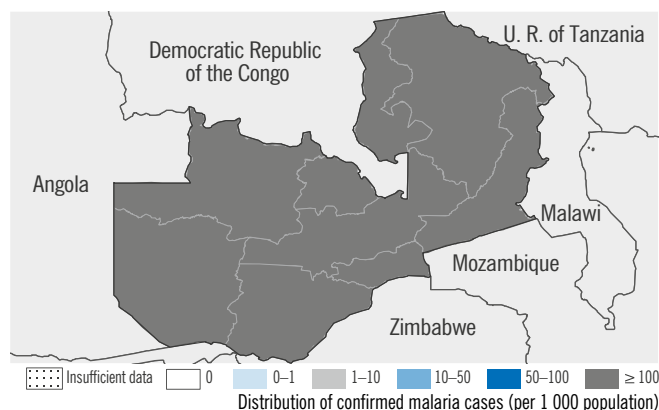 Democratic Republic
of the Congo
U. R. of Tanzania
Angola
Malawi
Mozambique
Zimbabwe
Insufficient data 0 0–1 1–10 10–50 50–100 ≥ 100
Distribution of confirmed malaria cases (per 1 000 population)